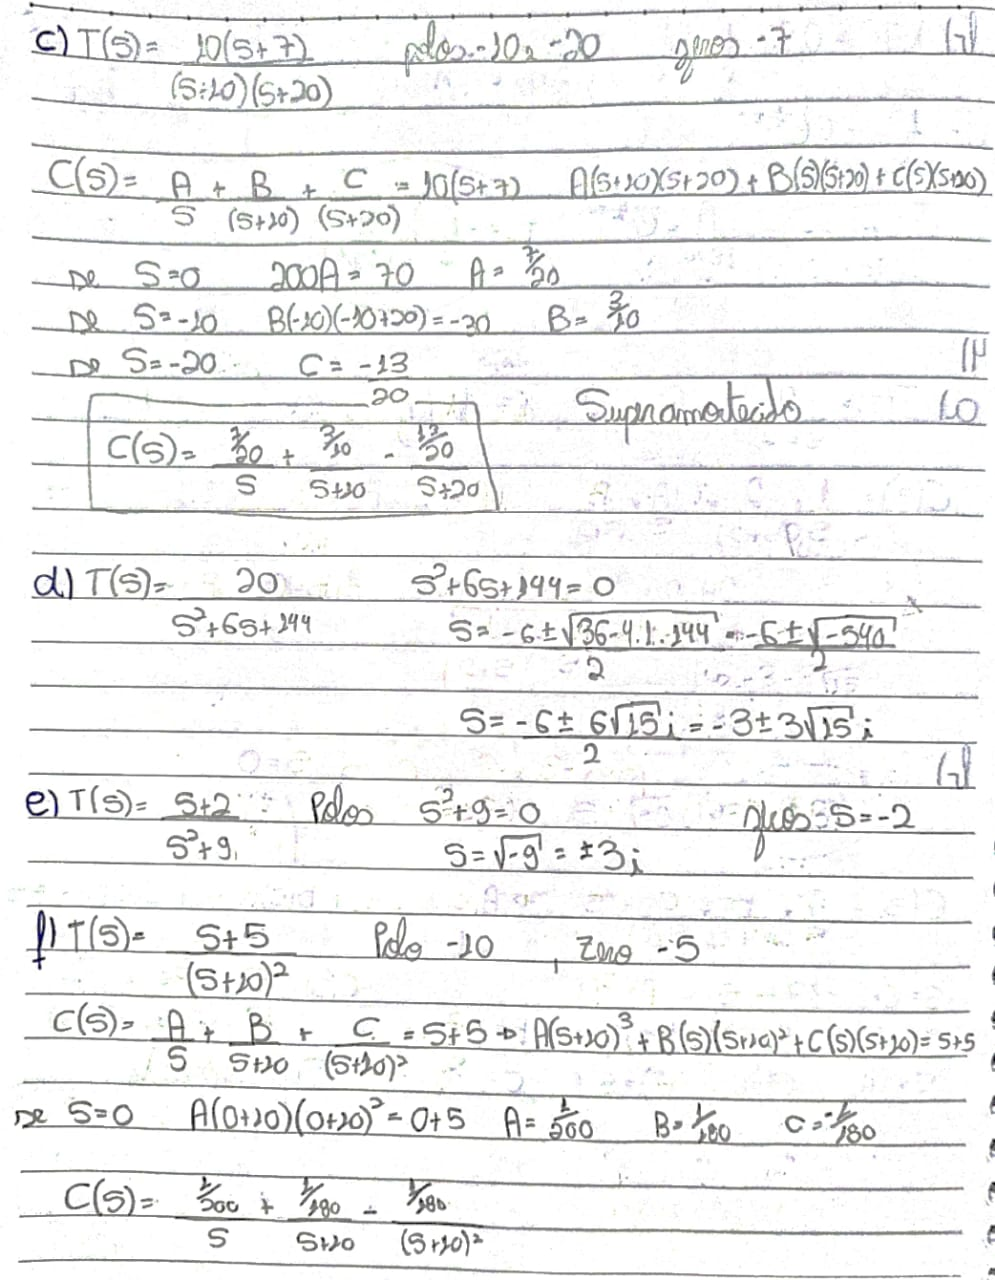 c) T(S) = 10(S+7) / (S+10)(S+20) polos -10, -20 zeros -7
C(S) = A/S + B/(S+10) + C/(S+20) = 10(S+7) A(S+10)(S+20) + B(S)(S+20) + C(S)(S+10)
De S=0 200A = 70 A = 7/20
De S=-10 B(-10)(-10+20) = -30 B = 3/10
De S=-20 C = -13/20
Supramortecido
C(S) = 7/20/S + 3/10/S+10 - 13/20/S+20
d) T(S) = 20 / S²+6S+144 S²+6S+144 = 0
S = -6 ± √36-4.1.144 / 2 = -6 ± √-540 / 2
S = -6 ± 6√15 i / 2 = -3 ± 3√15 i
e) T(S) = S+2 / S²+9 Polos S²+9=0 zeros S=-2
S = √-9 = ±3i
f) T(S) = S+5 / (S+10)² Polo -10, Zero -5
C(S) = A/S + B/S+10 + C/(S+10)² = S+5 → A(S+10)³ + B(S)(S+10)² + C(S)(S+10) = S+5
De S=0 A(0+10)(0+10)² = 0+5 A = 1/200 B = 1/180 C = -1/180
C(S) = 1/200/S + 1/180/S+10 - 1/180/(S+10)²